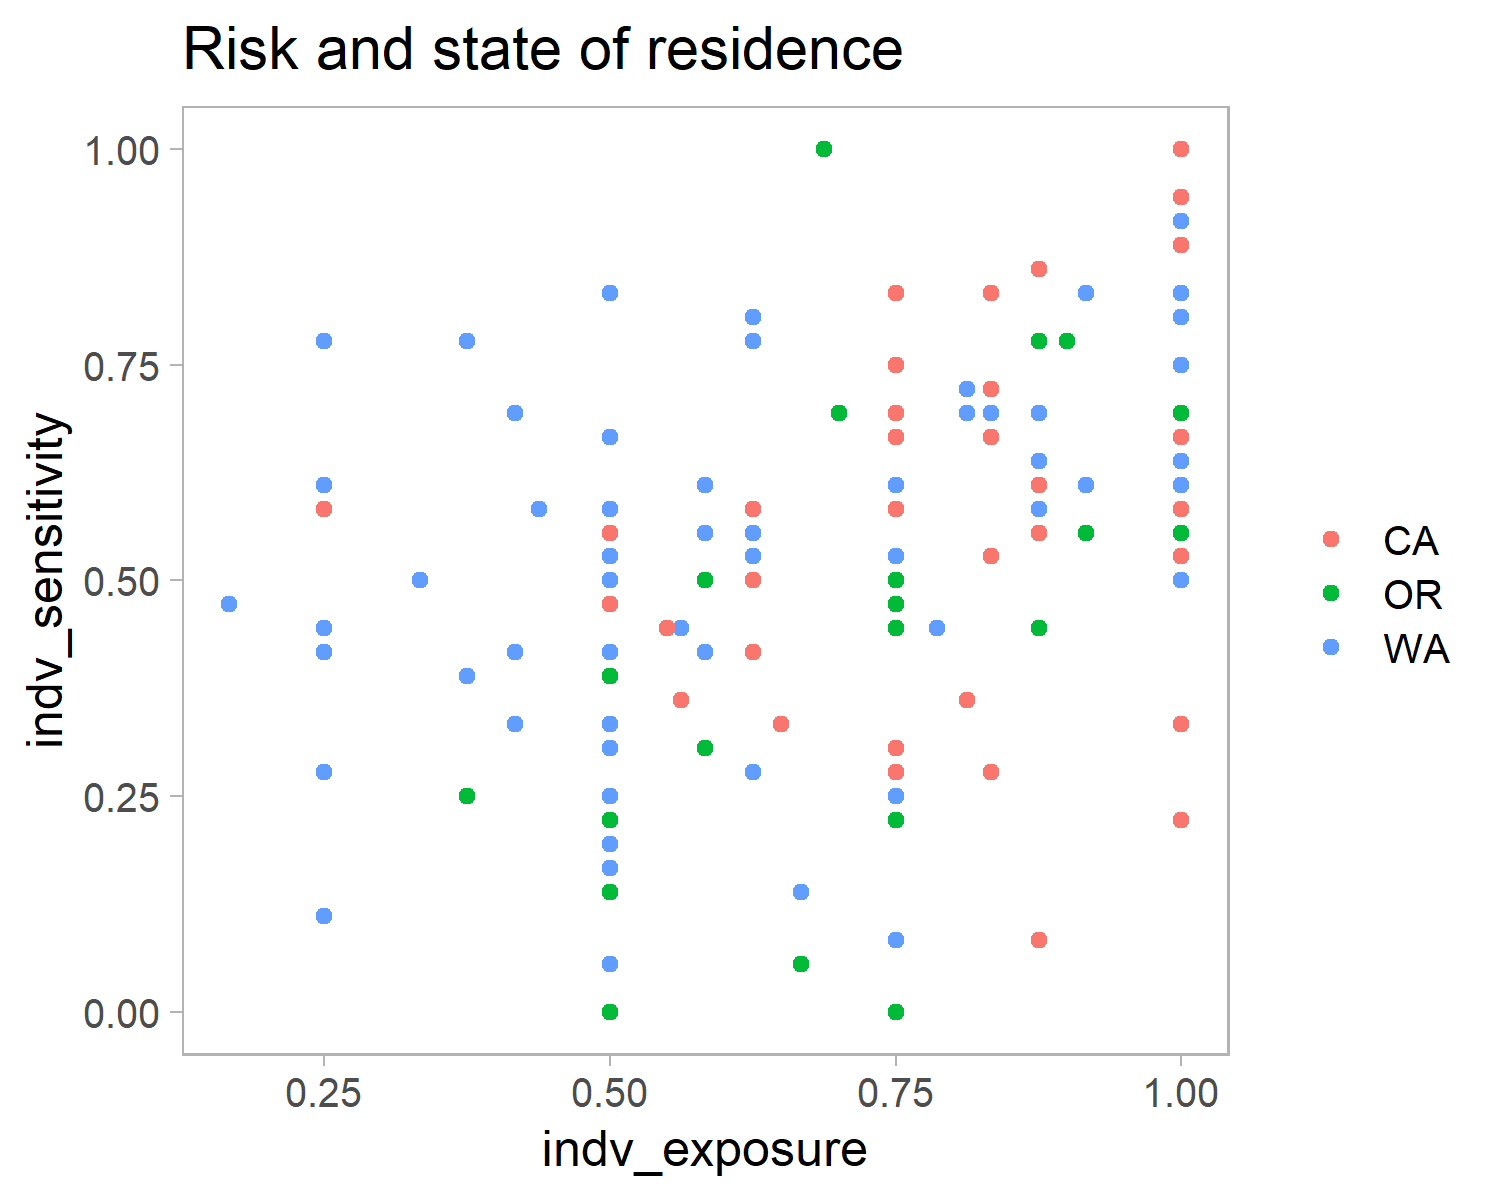 Risk and state of residence
1.00
0.75
0.50
0.25
0.00
indv_sensitivity
0.25 0.50 0.75 1.00
indv_exposure
CA
OR
WA